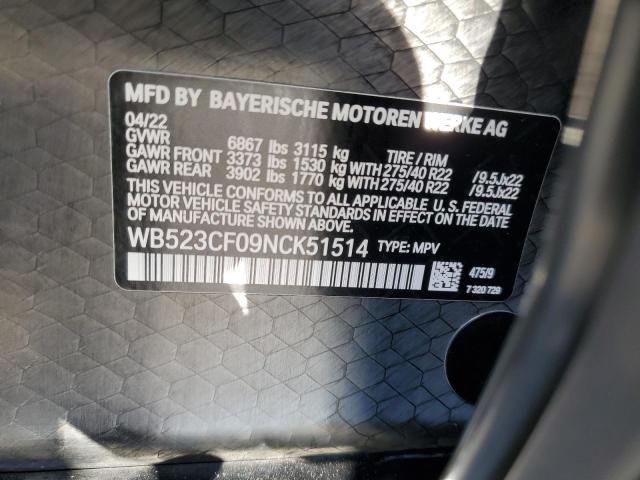 MFD BY BAYERISCHE MOTOREN WERKE AG
04/22
GVWR 6867 lbs 3115 kg TIRE / RIM
GAWR FRONT 3373 lbs 1530 kg WITH 275/40 R22 /9.5Jx22
GAWR REAR 3902 lbs 1770 kg WITH 275/40 R22 /9.5Jx22
THIS VEHICLE CONFORMS TO ALL APPLICABLE U. S. FEDERAL
MOTOR VEHICLE SAFETY STANDARDS IN EFFECT ON THE DATE
OF MANUFACTURE SHOWN ABOVE.
WB523CF09NCK51514 TYPE: MPV
475/9
7 320 729